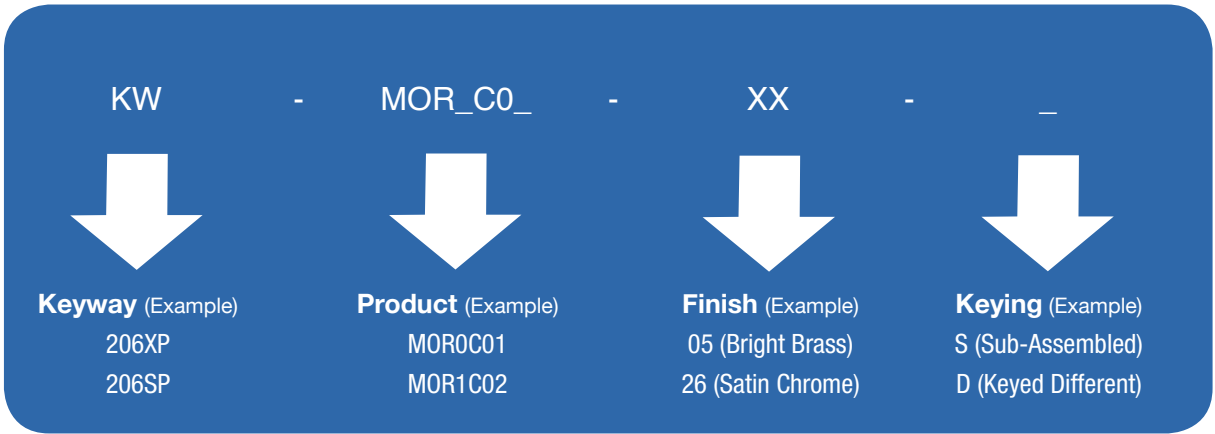 KW - MOR_C0_ - XX - _
Keyway (Example) Product (Example) Finish (Example) Keying (Example)
206XP MOR0C01 05 (Bright Brass) S (Sub-Assembled)
206SP MOR1C02 26 (Satin Chrome) D (Keyed Different)